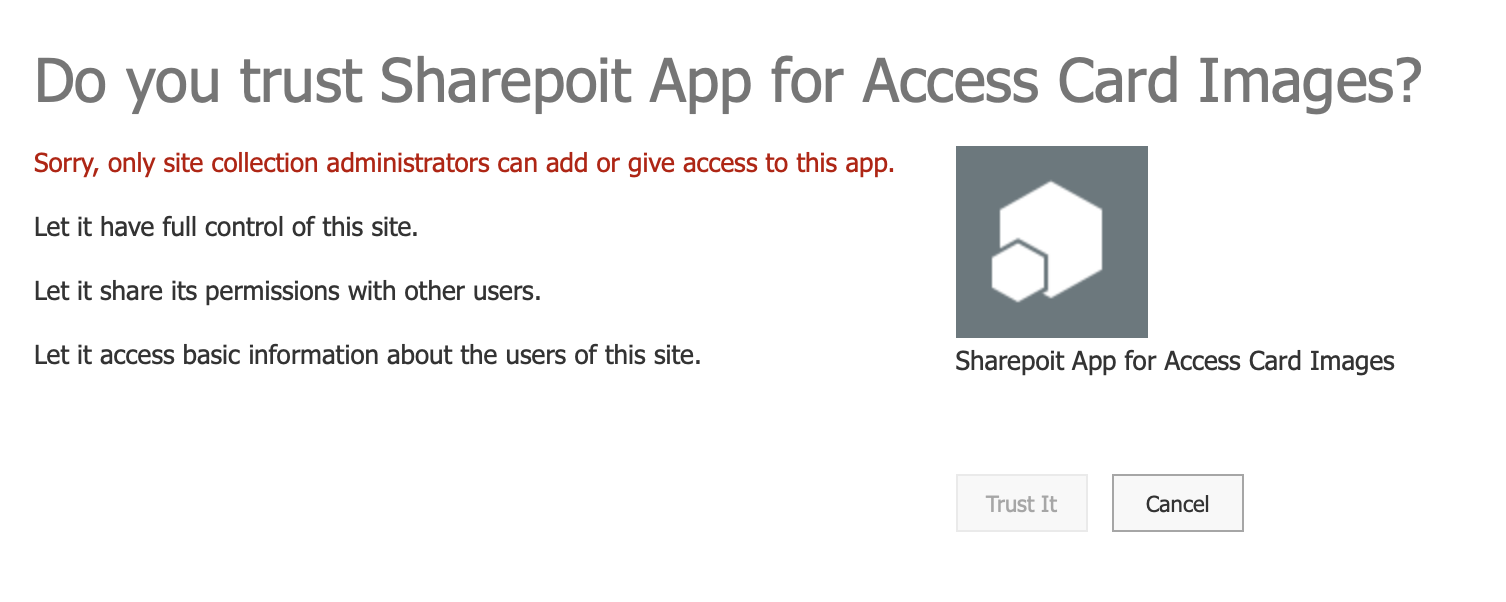 Do you trust Sharepoit App for Access Card Images?
Sorry, only site collection administrators can add or give access to this app.
Let it have full control of this site.
Let it share its permissions with other users.
Let it access basic information about the users of this site.
Sharepoit App for Access Card Images
Trust It
Cancel